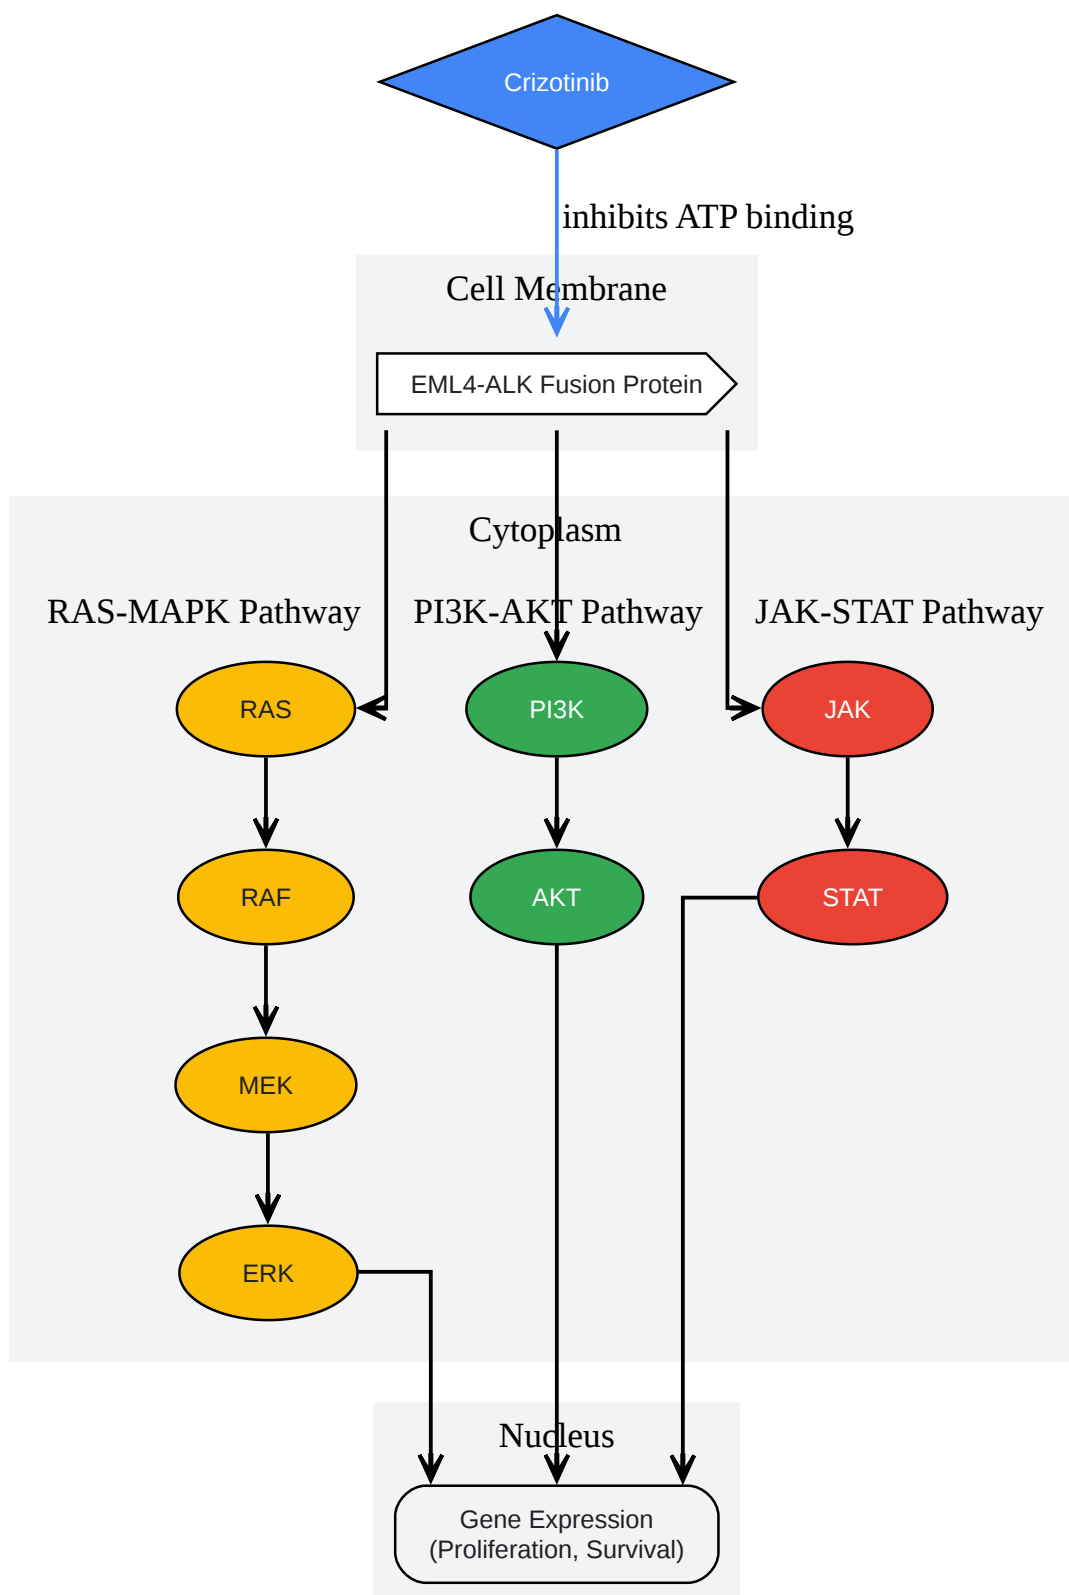 Crizotinib
inhibits ATP binding
Cell Membrane
EML4-ALK Fusion Protein
Cytoplasm
RAS-MAPK Pathway
PI3K-AKT Pathway
JAK-STAT Pathway
RAS
PI3K
JAK
RAF
AKT
STAT
MEK
ERK
Nucleus
Gene Expression
(Proliferation, Survival)